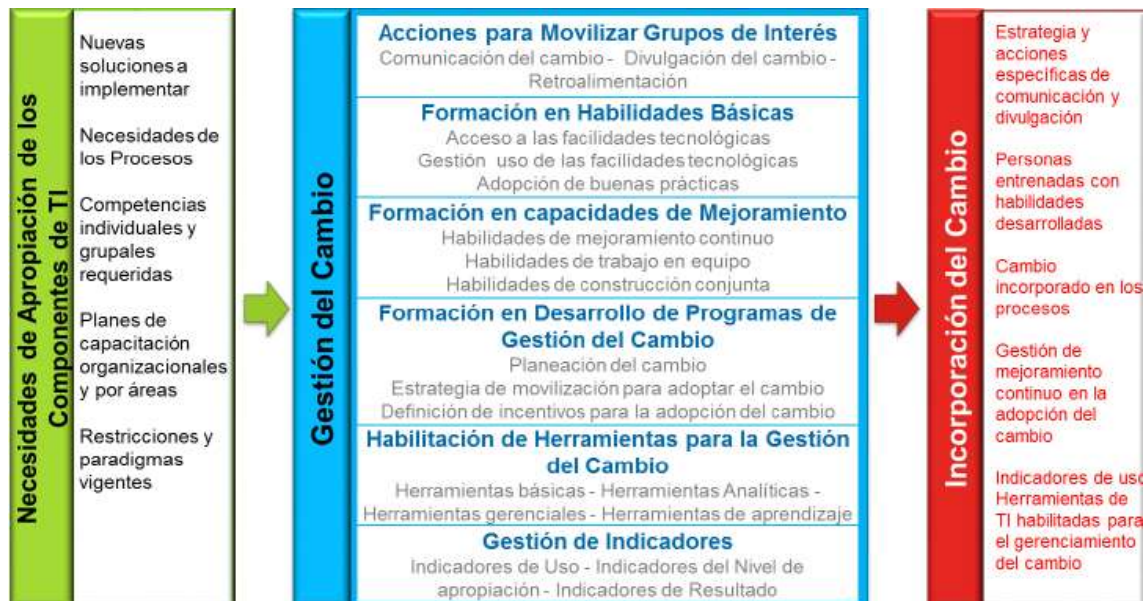 Necesidades de Apropiación de los
Componentes de TI
Nuevas
soluciones a
implementar
Necesidades de
los Procesos
Competencias
individuales y
grupales
requeridas
Planes de
capacitación
organizacionales
y por áreas
Restricciones y
paradigmas
vigentes
Gestión del Cambio
Acciones para Movilizar Grupos de Interés
Comunicación del cambio - Divulgación del cambio -
Retroalimentación
Formación en Habilidades Básicas
Acceso a las facilidades tecnológicas
Gestión uso de las facilidades tecnológicas
Adopción de buenas prácticas
Formación en capacidades de Mejoramiento
Habilidades de mejoramiento continuo
Habilidades de trabajo en equipo
Habilidades de construcción conjunta
Formación en Desarrollo de Programas de
Gestión del Cambio
Planeación del cambio
Estrategia de movilización para adoptar el cambio
Definición de incentivos para la adopción del cambio
Habilitación de Herramientas para la Gestión
del Cambio
Herramientas básicas - Herramientas Analíticas -
Herramientas gerenciales - Herramientas de aprendizaje
Gestión de Indicadores
Indicadores de Uso - Indicadores del Nivel de
apropiación - Indicadores de Resultado
Incorporación del Cambio
Estrategia y
acciones
específicas de
comunicación y
divulgación
Personas
entrenadas con
habilidades
desarrolladas
Cambio
incorporado en los
procesos
Gestión de
mejoramiento
continuo en la
adopción del
cambio
Indicadores de uso
Herramientas de
TI habilitadas para
el gerenciamiento
del cambio